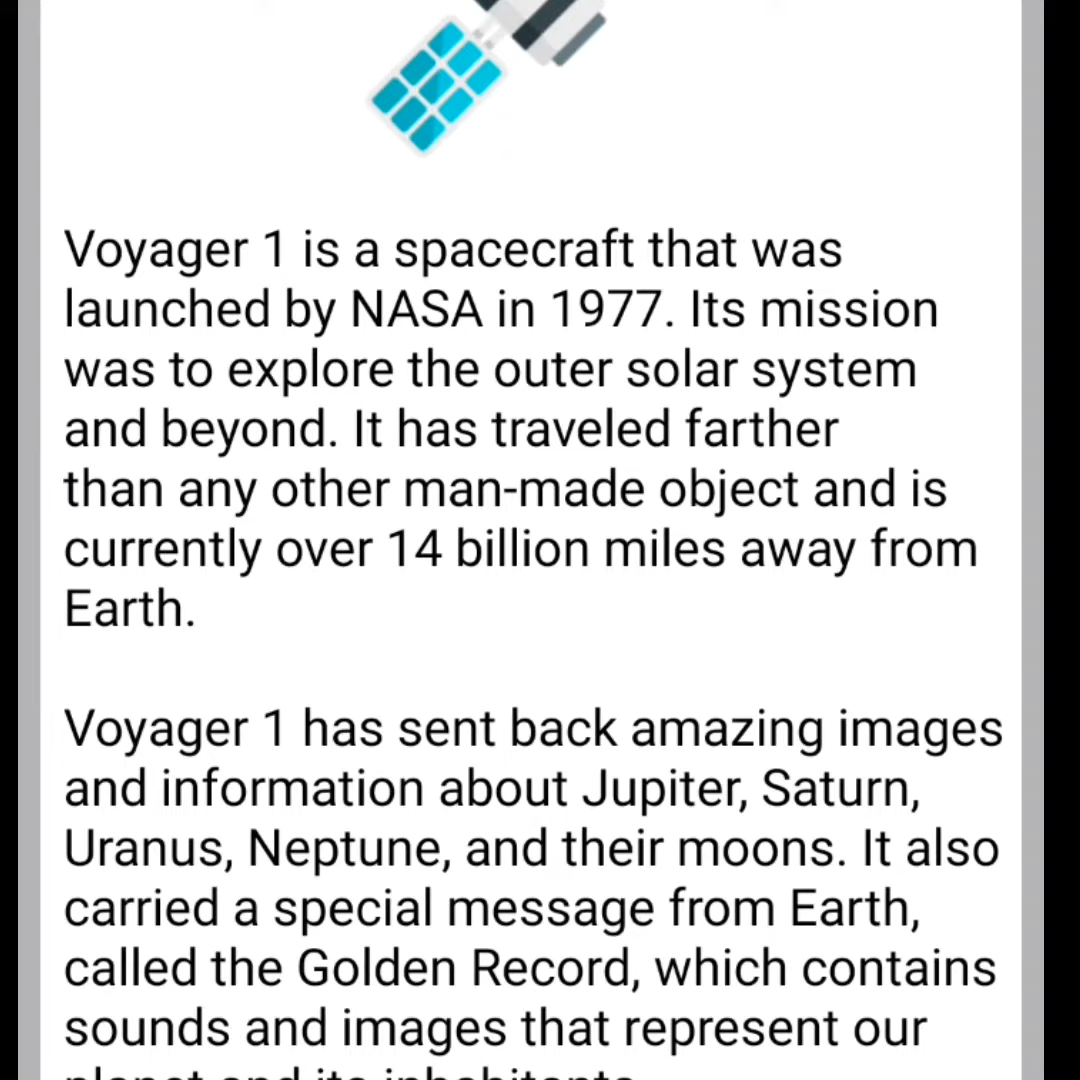 Voyager 1 is a spacecraft that was
launched by NASA in 1977. Its mission
was to explore the outer solar system
and beyond. It has traveled farther
than any other man-made object and is
currently over 14 billion miles away from
Earth.
Voyager 1 has sent back amazing images
and information about Jupiter, Saturn,
Uranus, Neptune, and their moons. It also
carried a special message from Earth,
called the Golden Record, which contains
sounds and images that represent our
planet and its inhabitants.